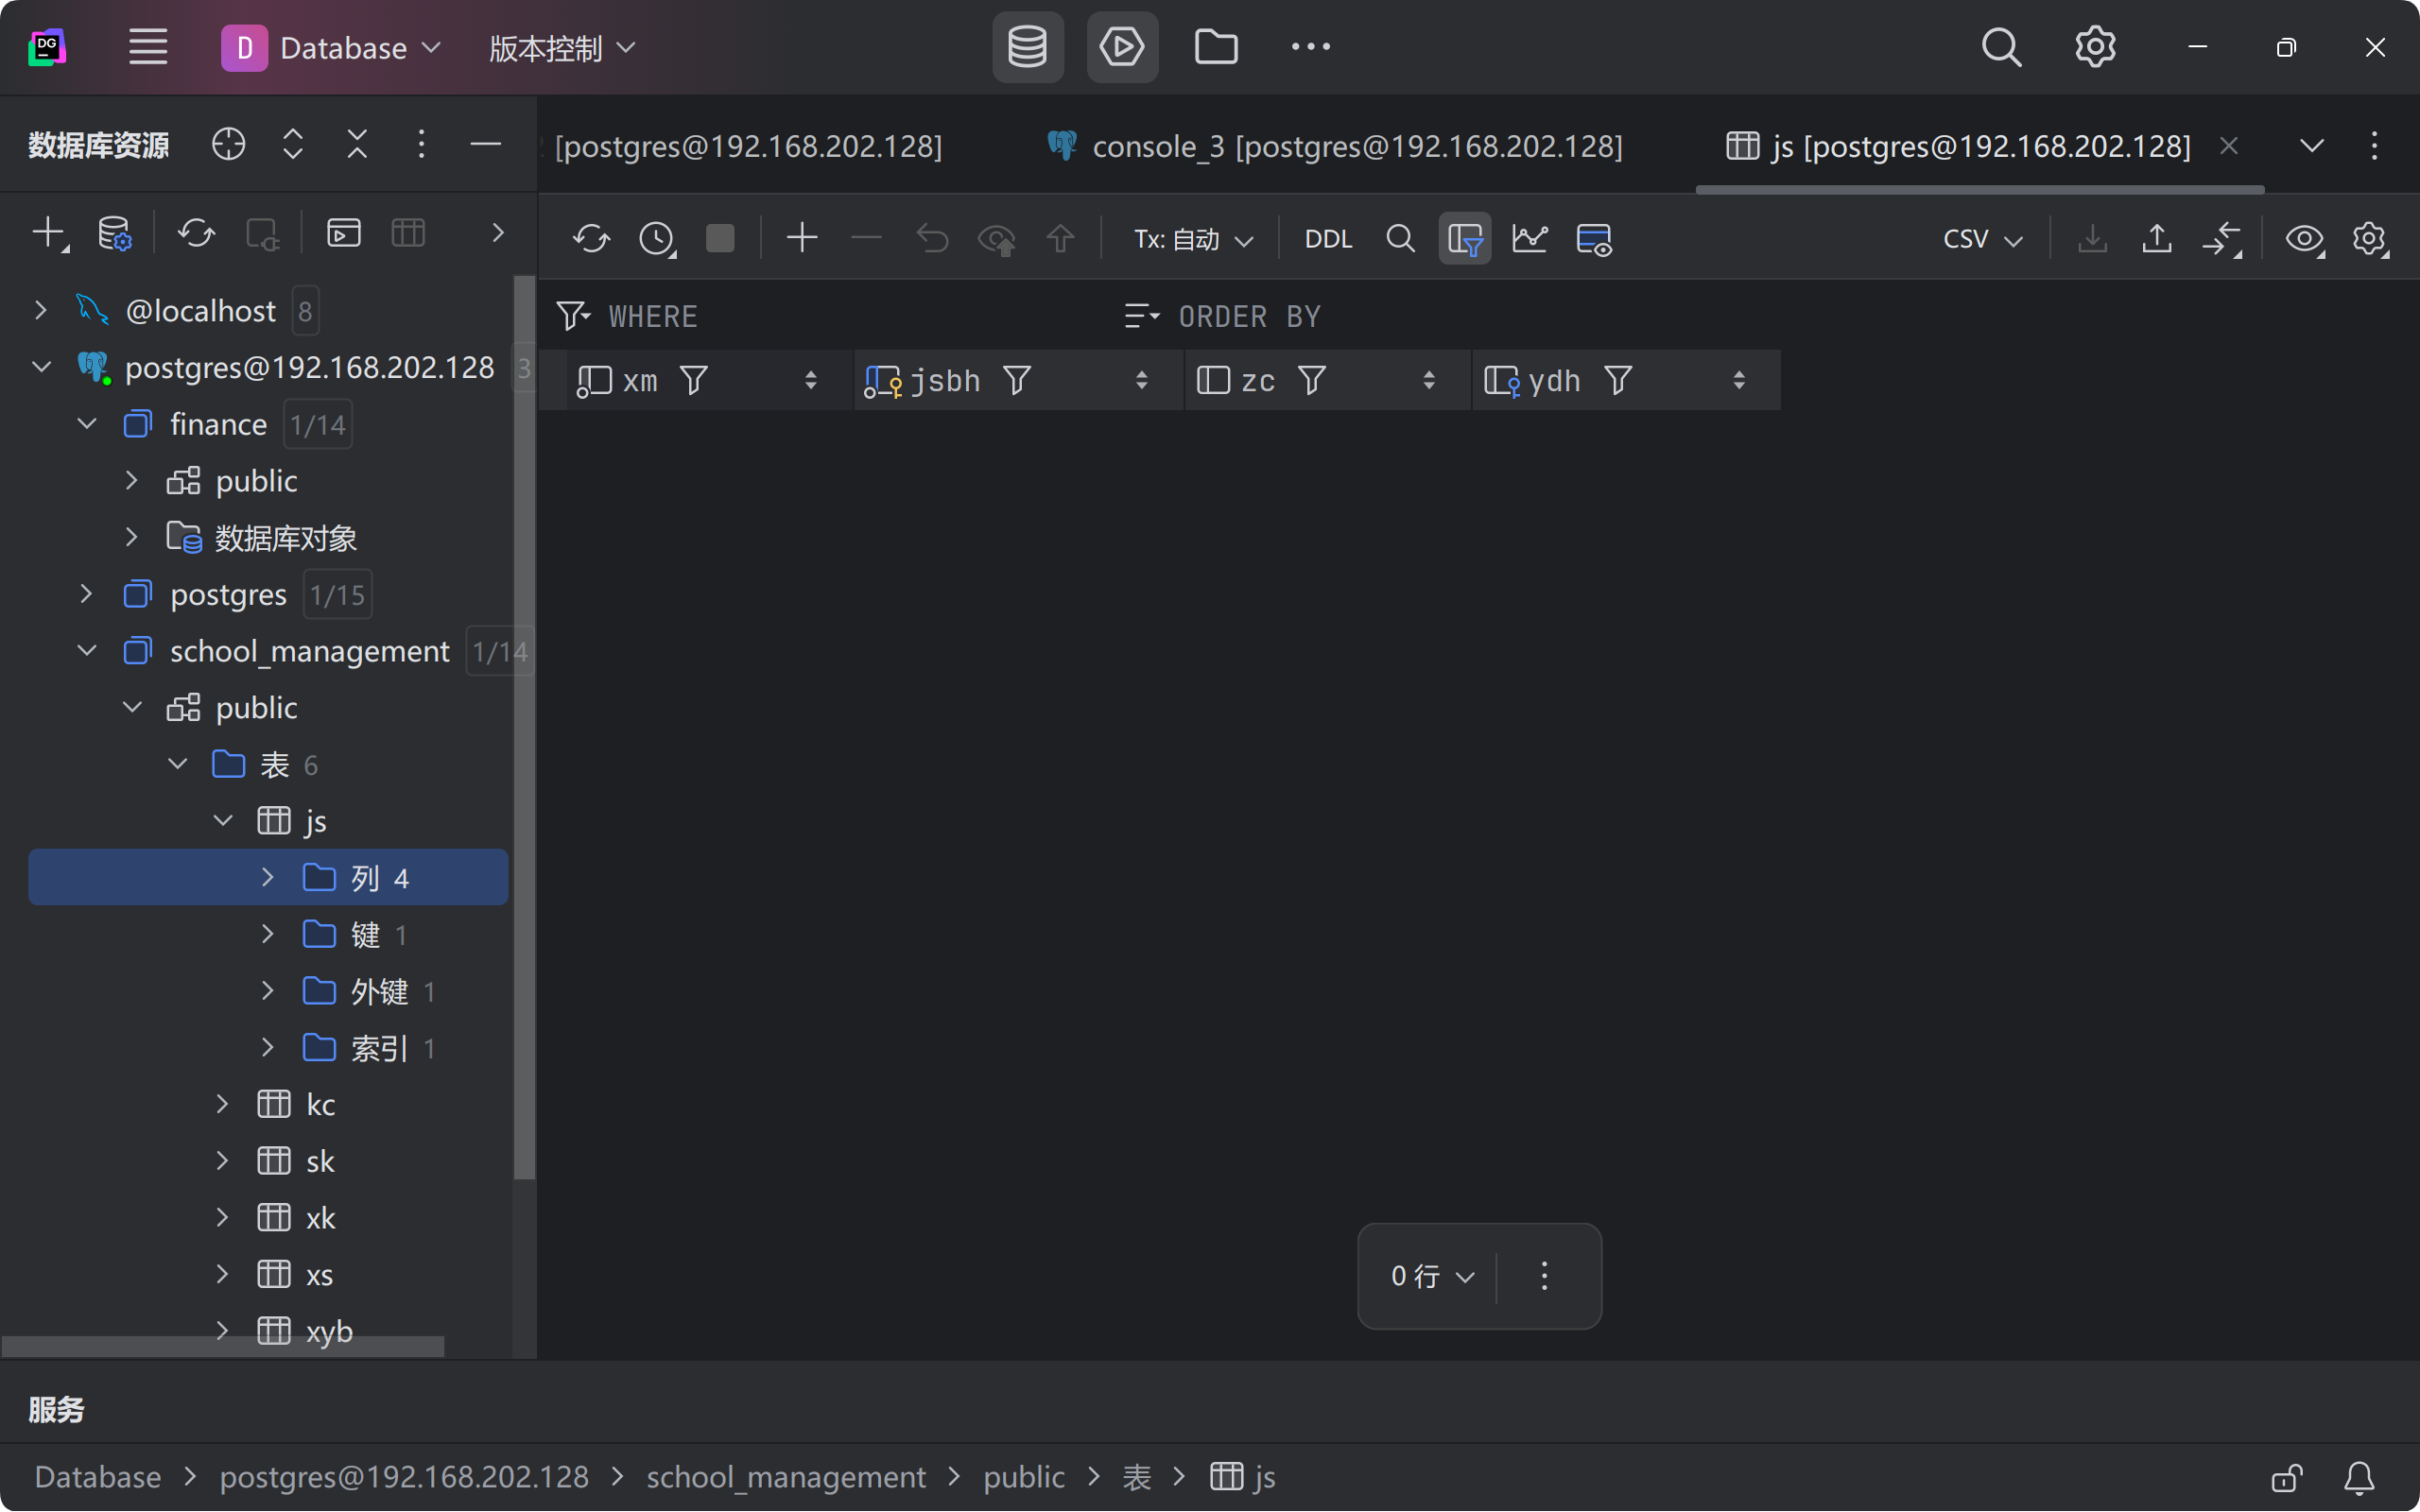 DG
D Database 版本控制
数据库资源
[postgres@192.168.202.128] console_3 [postgres@192.168.202.128] js [postgres@192.168.202.128]
Tx: 自动 DDL CSV
WHERE ORDER BY
xm jsbh zc ydh
@localhost 8
postgres@192.168.202.128 3
finance 1/14
public
数据库对象
postgres 1/15
school_management 1/14
public
表 6
js
列 4
键 1
外键 1
索引 1
kc
sk
xk
xs
xyb
0 行
服务
Database > postgres@192.168.202.128 > school_management > public > 表 > js